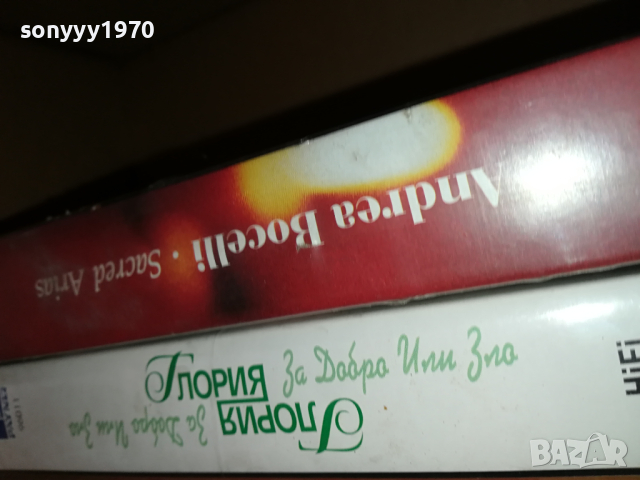 sonyyy1970
Andrea Bocelli · Sacred Arias
ГЛОРИЯ За Добро Или Зло
ГЛОРИЯ За Добро Или Зло
HiFi
BAZAR